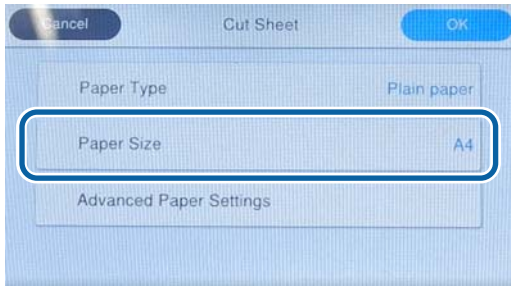 Cancel Cut Sheet OK
Paper Type Plain paper
Paper Size A4
Advanced Paper Settings